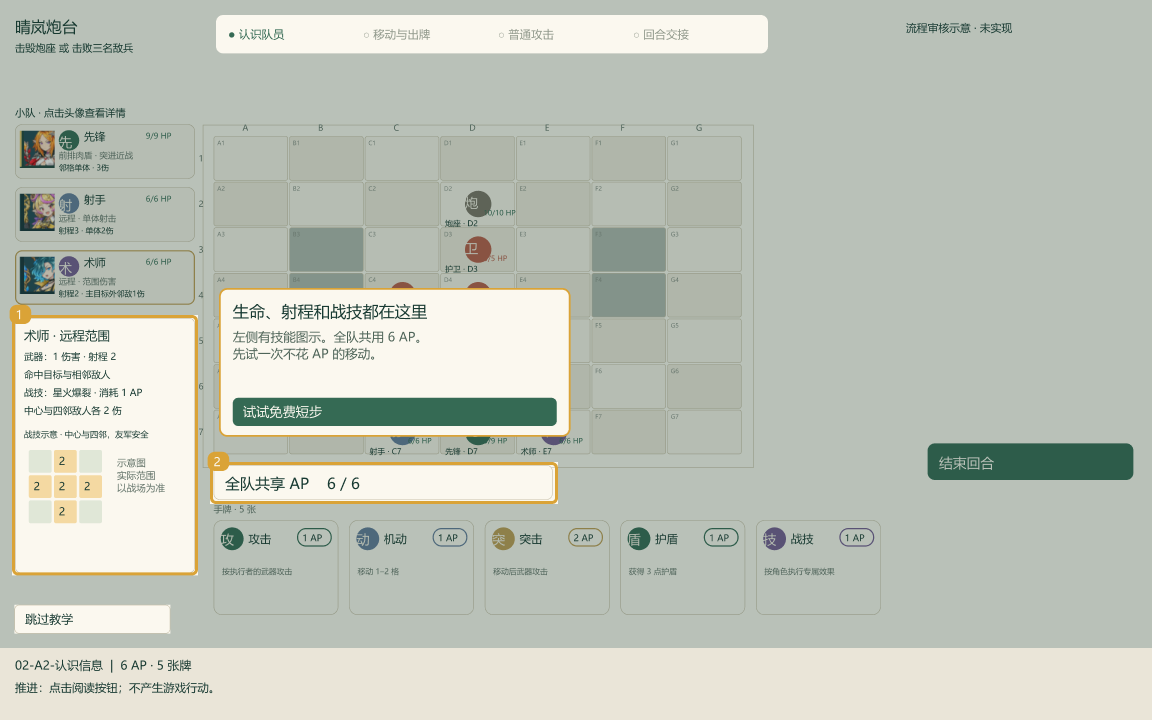 晴岚炮台
击毁炮座 或 击败三名敌兵
认识队员
移动与出牌
普通攻击
回合交接
流程审核示意 · 未实现
小队 · 点击头像查看详情
先 先锋 9/9 HP
前排肉盾 · 突进近战
邻格单体 · 3伤
射 射手 6/6 HP
远程 · 单体射击
射程3 · 单体2伤
术 术师 6/6 HP
远程 · 范围伤害
射程2 · 主目标外邻敌1伤
A B C D E F G
1
A1 B1 C1 D1 E1 F1 G1
2
A2 B2 C2 D2 E2 F2 G2
炮 0/10 HP
炮座 · D2
3
A3 C3 D3 E3 G3
卫 /5 HP
护卫 · D3
4
A4 C4 D4 E4 G4
5
F5 G5
6
F6 G6
7
F7 G7
/6 HP /9 HP /6 HP
射手 · C7 先锋 · D7 术师 · E7
1
术师 · 远程范围
武器：1 伤害 · 射程 2
命中目标与相邻敌人
战技：星火爆裂 · 消耗 1 AP
中心与四邻敌人各 2 伤
战技示意 · 中心与四邻，友军安全
2
2 2 2
2
示意图
实际范围
以战场为准
生命、射程和战技都在这里
左侧有技能图示。全队共用 6 AP。
先试一次不花 AP 的移动。
试试免费短步
2
全队共享 AP 6 / 6
结束回合
手牌 · 5 张
攻 攻击 1 AP
按执行者的武器攻击
动 机动 1 AP
移动 1–2 格
突 突击 2 AP
移动后武器攻击
盾 护盾 1 AP
获得 3 点护盾
技 战技 1 AP
按角色执行专属效果
跳过教学
02-A2-认识信息 | 6 AP · 5 张牌
推进：点击阅读按钮；不产生游戏行动。